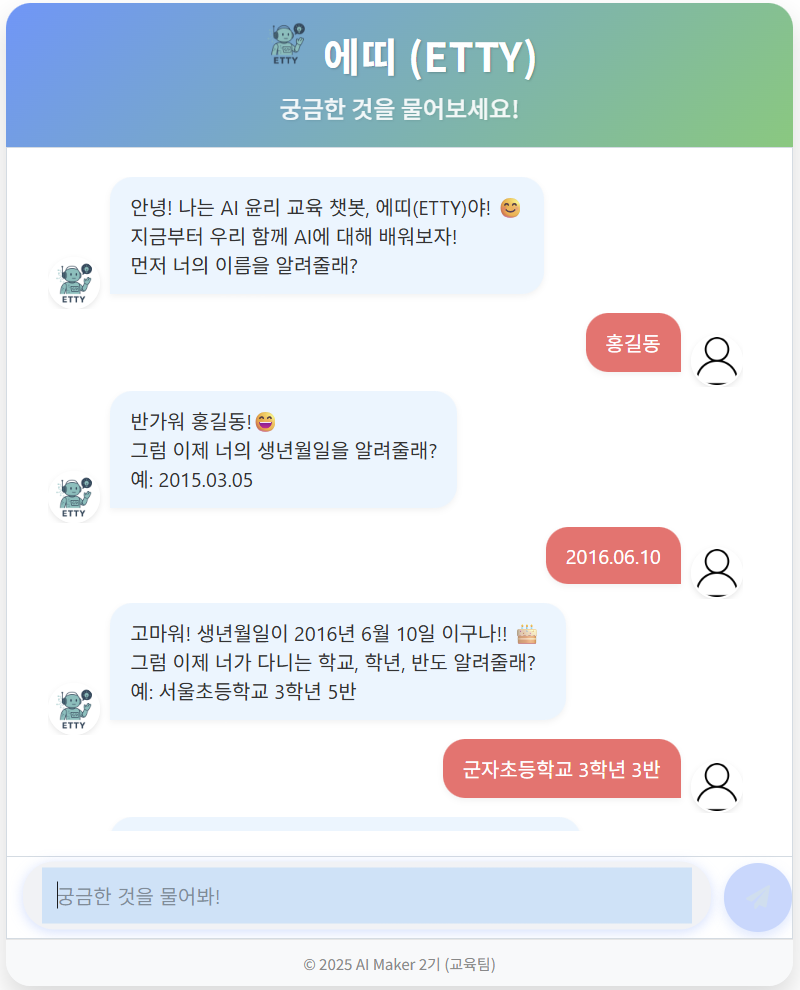 ETTY
에띠 (ETTY)
궁금한 것을 물어보세요!
안녕! 나는 AI 윤리 교육 챗봇, 에띠(ETTY)야! 😊
지금부터 우리 함께 AI에 대해 배워보자!
먼저 너의 이름을 알려줄래?
ETTY
홍길동
반가워 홍길동!😄
그럼 이제 너의 생년월일을 알려줄래?
예: 2015.03.05
ETTY
2016.06.10
고마워! 생년월일이 2016년 6월 10일 이구나!! 🎂
그럼 이제 너가 다니는 학교, 학년, 반도 알려줄래?
예: 서울초등학교 3학년 5반
ETTY
군자초등학교 3학년 3반
궁금한 것을 물어봐!
© 2025 AI Maker 2기 (교육팀)